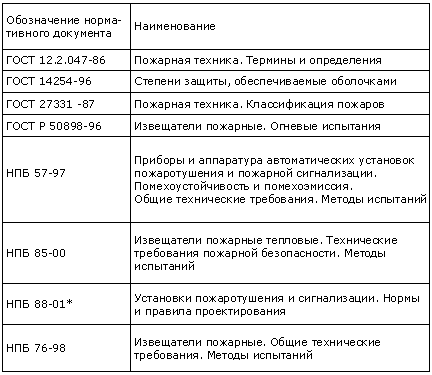 Обозначение норма-
тивного документа
Наименование
ГОСТ 12.2.047-86
Пожарная техника. Термины и определения
ГОСТ 14254-96
Степени защиты, обеспечиваемые оболочками
ГОСТ 27331 -87
Пожарная техника. Классификация пожаров
ГОСТ Р 50898-96
Извещатели пожарные. Огневые испытания
НПБ 57-97
Приборы и аппаратура автоматических установок
пожаротушения и пожарной сигнализации.
Помехоустойчивость и помехоэмиссия.
Общие технические требования. Методы испытаний
НПБ 85-00
Извещатели пожарные тепловые. Технические
требования пожарной безопасности. Методы
испытаний
НПБ 88-01*
Установки пожаротушения и сигнализации. Нормы
и правила проектирования
НПБ 76-98
Извещатели пожарные. Общие технические
требования. Методы испытаний